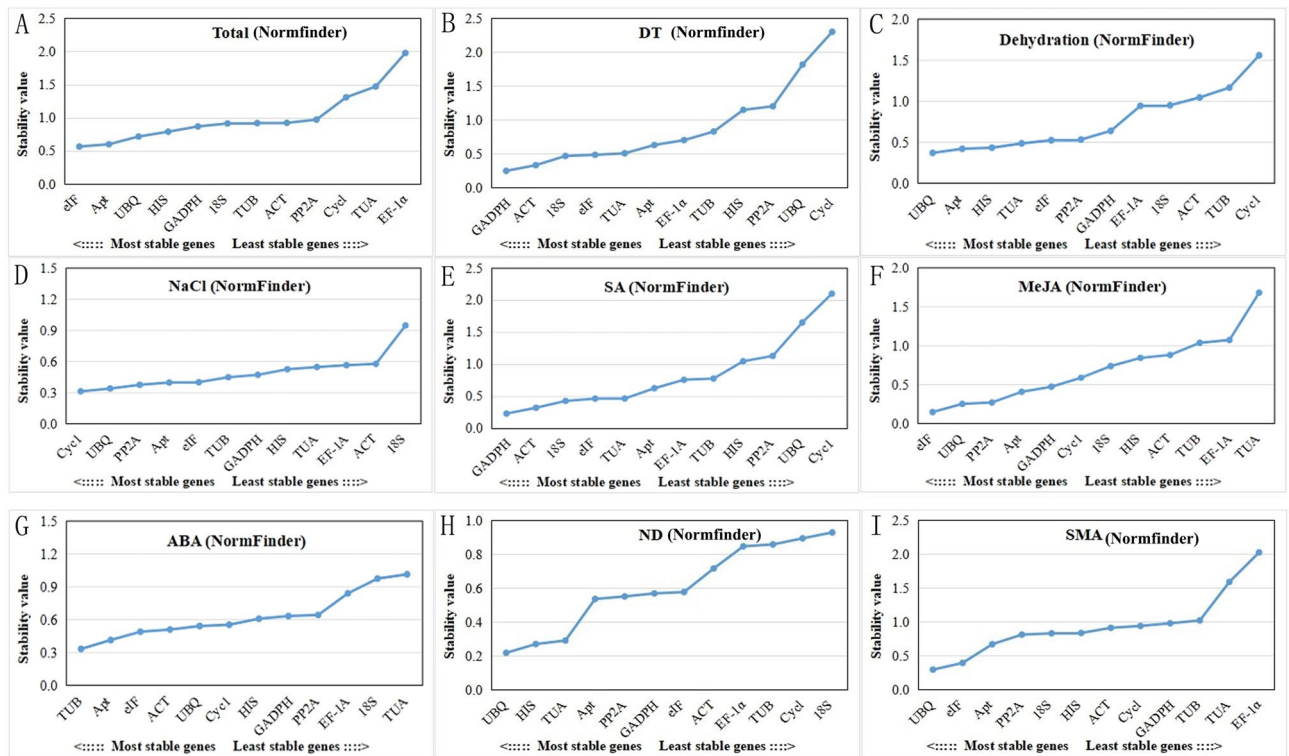 A
Total (Normfinder)
Stability value
2.5
2.0
1.5
1.0
0.5
0.0
eIF Apt UBQ HIS GADPH 18S TUB ACT PP2A Cycl TUA EF-1α
<::::: Most stable genes Least stable genes ::::>
B
DT (Normfinder)
Stability value
2.5
2.0
1.5
1.0
0.5
0.0
GADPH ACT 18S eIF TUA Apt EF-1α TUB HIS PP2A UBQ Cycl
<::::: Most stable genes Least stable genes ::::>
C
Dehydration (NormFinder)
Stability value
2.0
1.5
1.0
0.5
0.0
UBQ Apt HIS TUA eIF PP2A GADPH EF-1A 18S ACT TUB Cyc1
<::::: Most stable genes Least stable genes ::::>
D
NaCl (NormFinder)
Stability value
1.5
1.2
0.9
0.6
0.3
0.0
Cyc1 UBQ PP2A Apt eIF TUB GADPH HIS TUA EF-1A ACT 18S
<::::: Most stable genes Least stable genes ::::>
E
SA (NormFinder)
Stability value
2.5
2.0
1.5
1.0
0.5
0.0
GADPH ACT 18S eIF TUA Apt EF-1A TUB HIS PP2A UBQ Cyc1
<::::: Most stable genes Least stable genes ::::>
F
MeJA (NormFinder)
Stability value
2.0
1.5
1.0
0.5
0.0
eIF UBQ PP2A Apt GADPH Cyc1 18S HIS ACT TUB EF-1A TUA
<::::: Most stable genes Least stable genes ::::>
G
ABA (NormFinder)
Stability value
1.5
1.2
0.9
0.6
0.3
0.0
TUB Apt eIF ACT UBQ Cyc1 HIS GADPH PP2A EF-1A 18S TUA
<::::: Most stable genes Least stable genes ::::>
H
ND (Normfinder)
Stability value
1.0
0.8
0.6
0.4
0.2
0.0
UBQ HIS TUA Apt PP2A GADPH eIF ACT EF-1α TUB Cycl 18S
<::::: Most stable genes Least stable genes ::::>
I
SMA (Normfinder)
Stability value
2.5
2.0
1.5
1.0
0.5
0.0
UBQ eIF Apt PP2A 18S HIS ACT Cycl GADPH TUB TUA EF-1α
<::::: Most stable genes Least stable genes ::::>